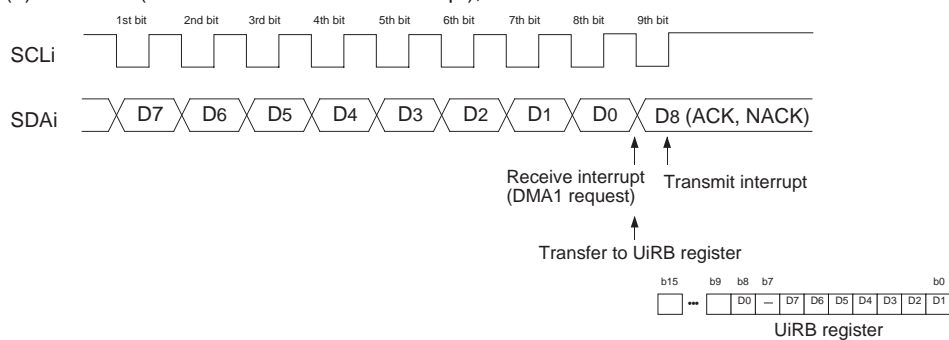 1st bit 2nd bit 3rd bit 4th bit 5th bit 6th bit 7th bit 8th bit 9th bit
SCLi
SDAi D7 D6 D5 D4 D3 D2 D1 D0 D8 (ACK, NACK)
Receive interrupt
(DMA1 request)
Transmit interrupt
Transfer to UiRB register
b15 b9 b8 b7 b0
••• D0 — D7 D6 D5 D4 D3 D2 D1
UiRB register